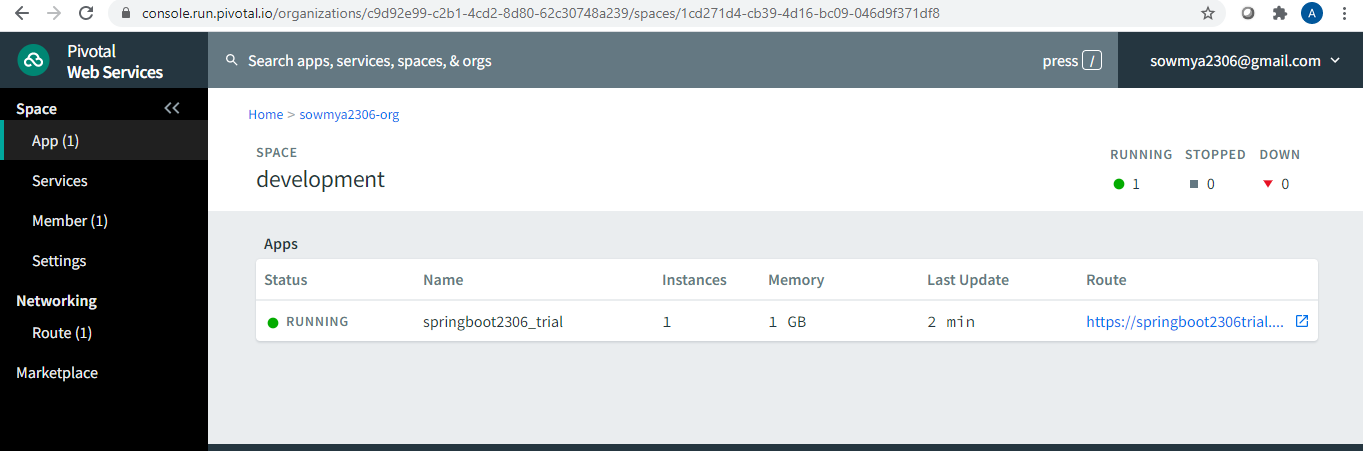 console.run.pivotal.io/organizations/c9d92e99-c2b1-4cd2-8d80-62c30748a239/spaces/1cd271d4-cb39-4d16-bc09-046d9f371df8
A
Pivotal
Web Services
Search apps, services, spaces, & orgs
press /
sowmya2306@gmail.com
Space
App (1)
Services
Member (1)
Settings
Networking
Route (1)
Marketplace
Home > sowmya2306-org
SPACE
development
RUNNING STOPPED DOWN
1 0 0
Apps
Status Name Instances Memory Last Update Route
RUNNING springboot2306_trial 1 1 GB 2 min https://springboot2306trial....